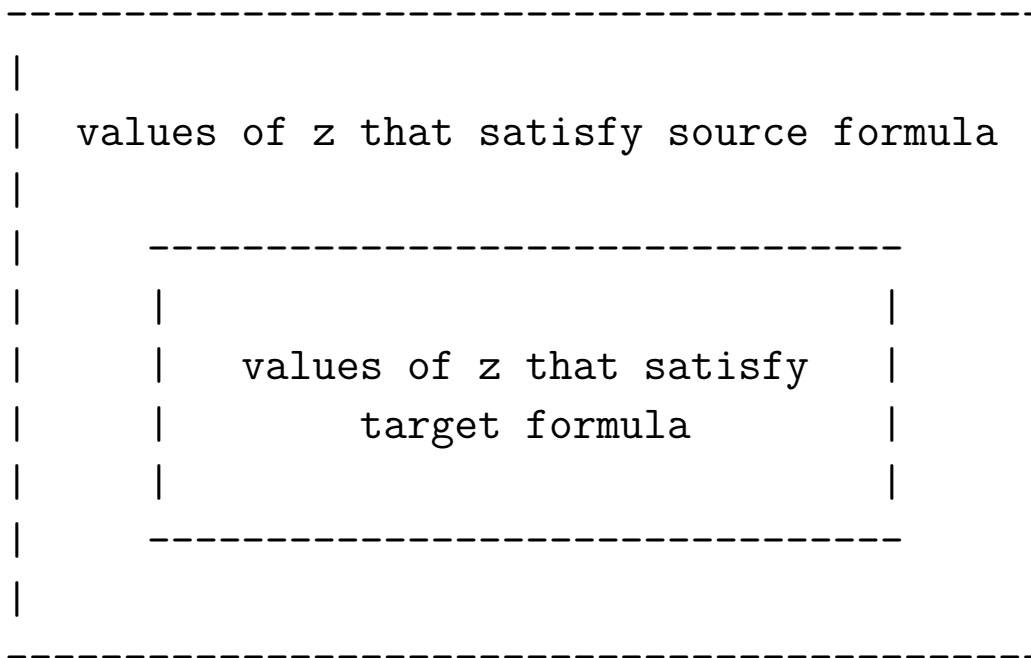 values of z that satisfy source formula
values of z that satisfy
target formula